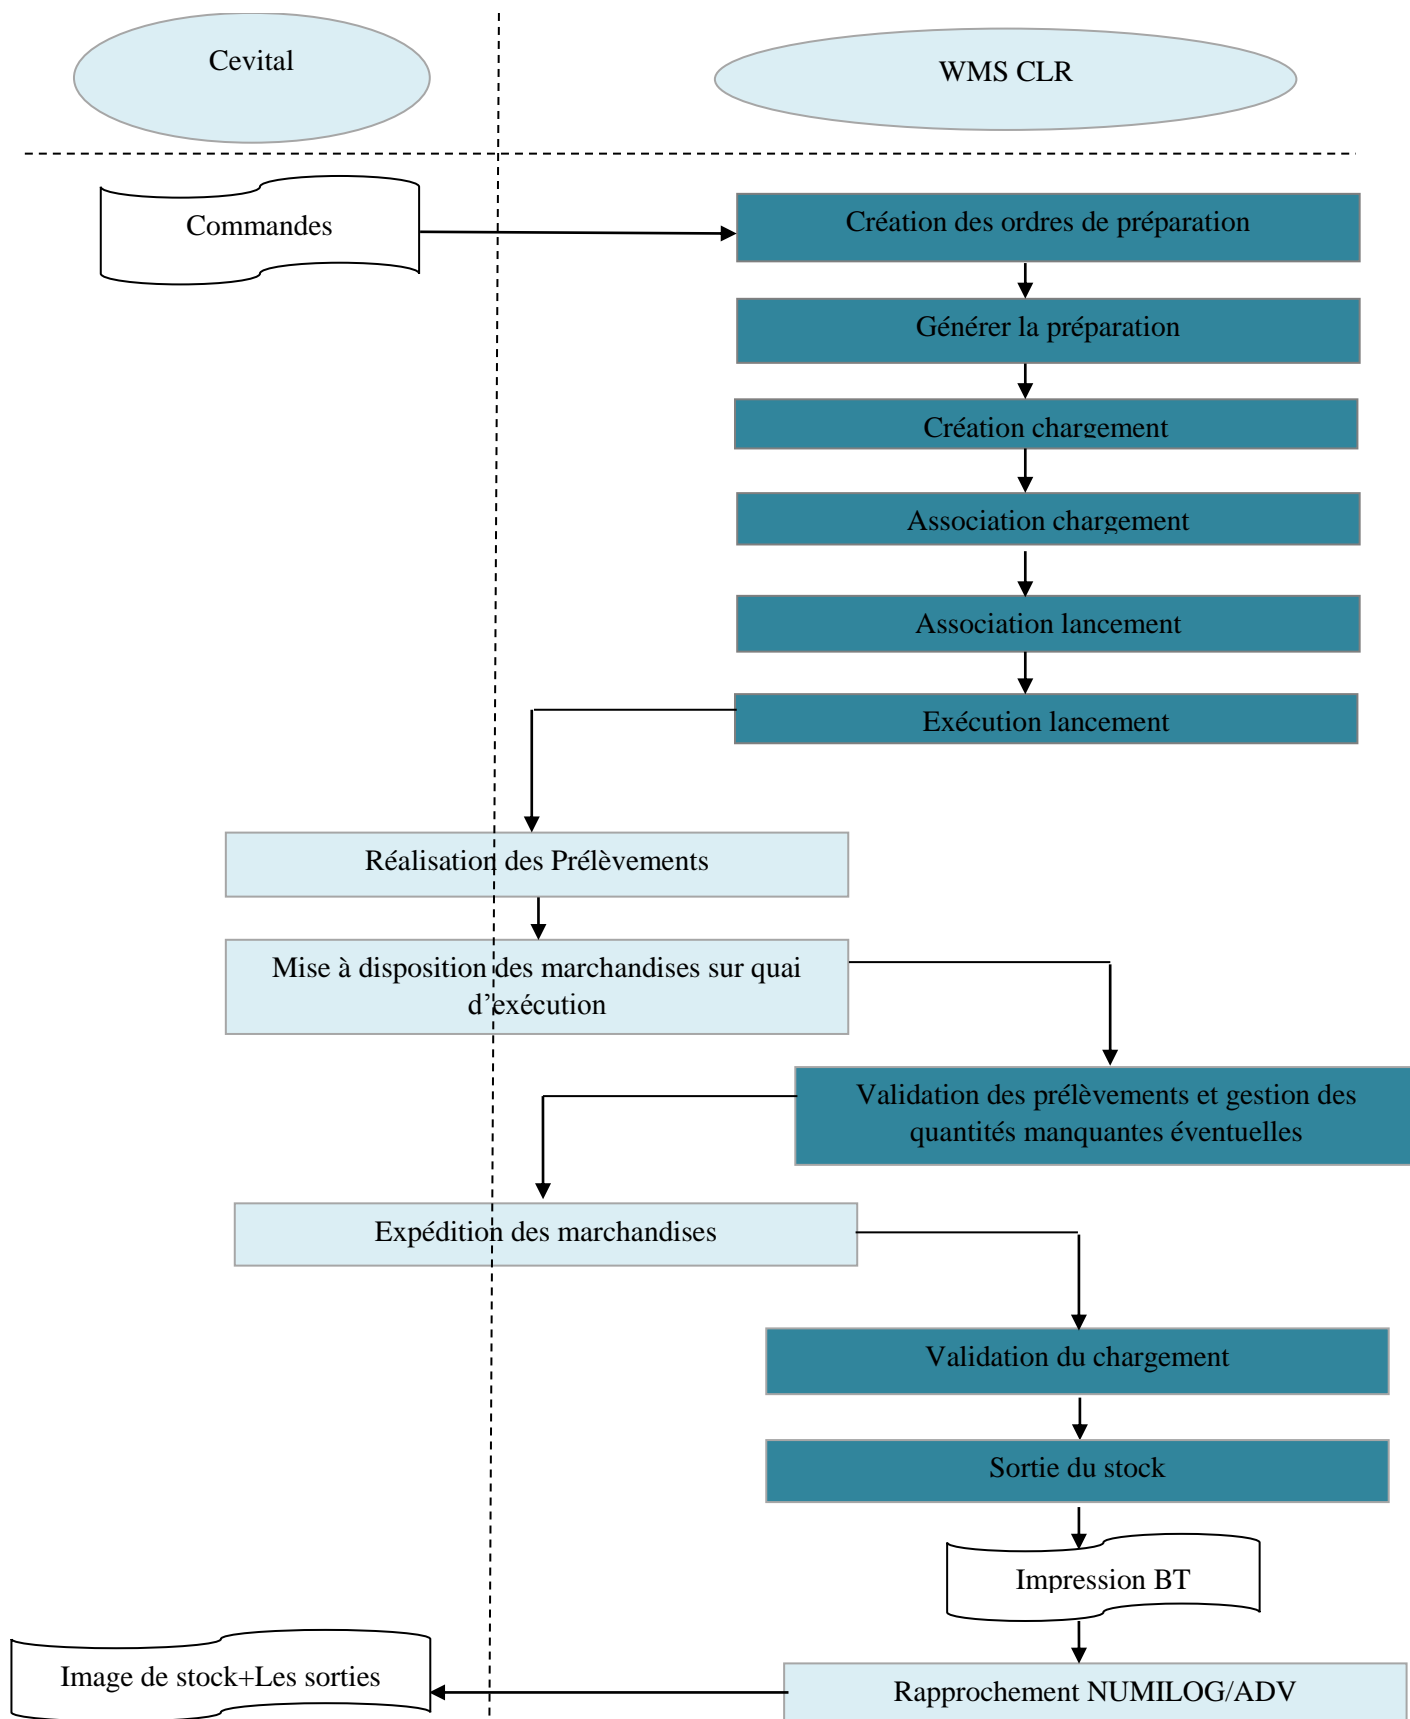 Cevital
WMS CLR
Commandes
Création des ordres de préparation
Générer la préparation
Création chargement
Association chargement
Association lancement
Exécution lancement
Réalisation des Prélèvements
Mise à disposition des marchandises sur quai
d’exécution
Validation des prélèvements et gestion des
quantités manquantes éventuelles
Expédition des marchandises
Validation du chargement
Sortie du stock
Impression BT
Image de stock+Les sorties
Rapprochement NUMILOG/ADV